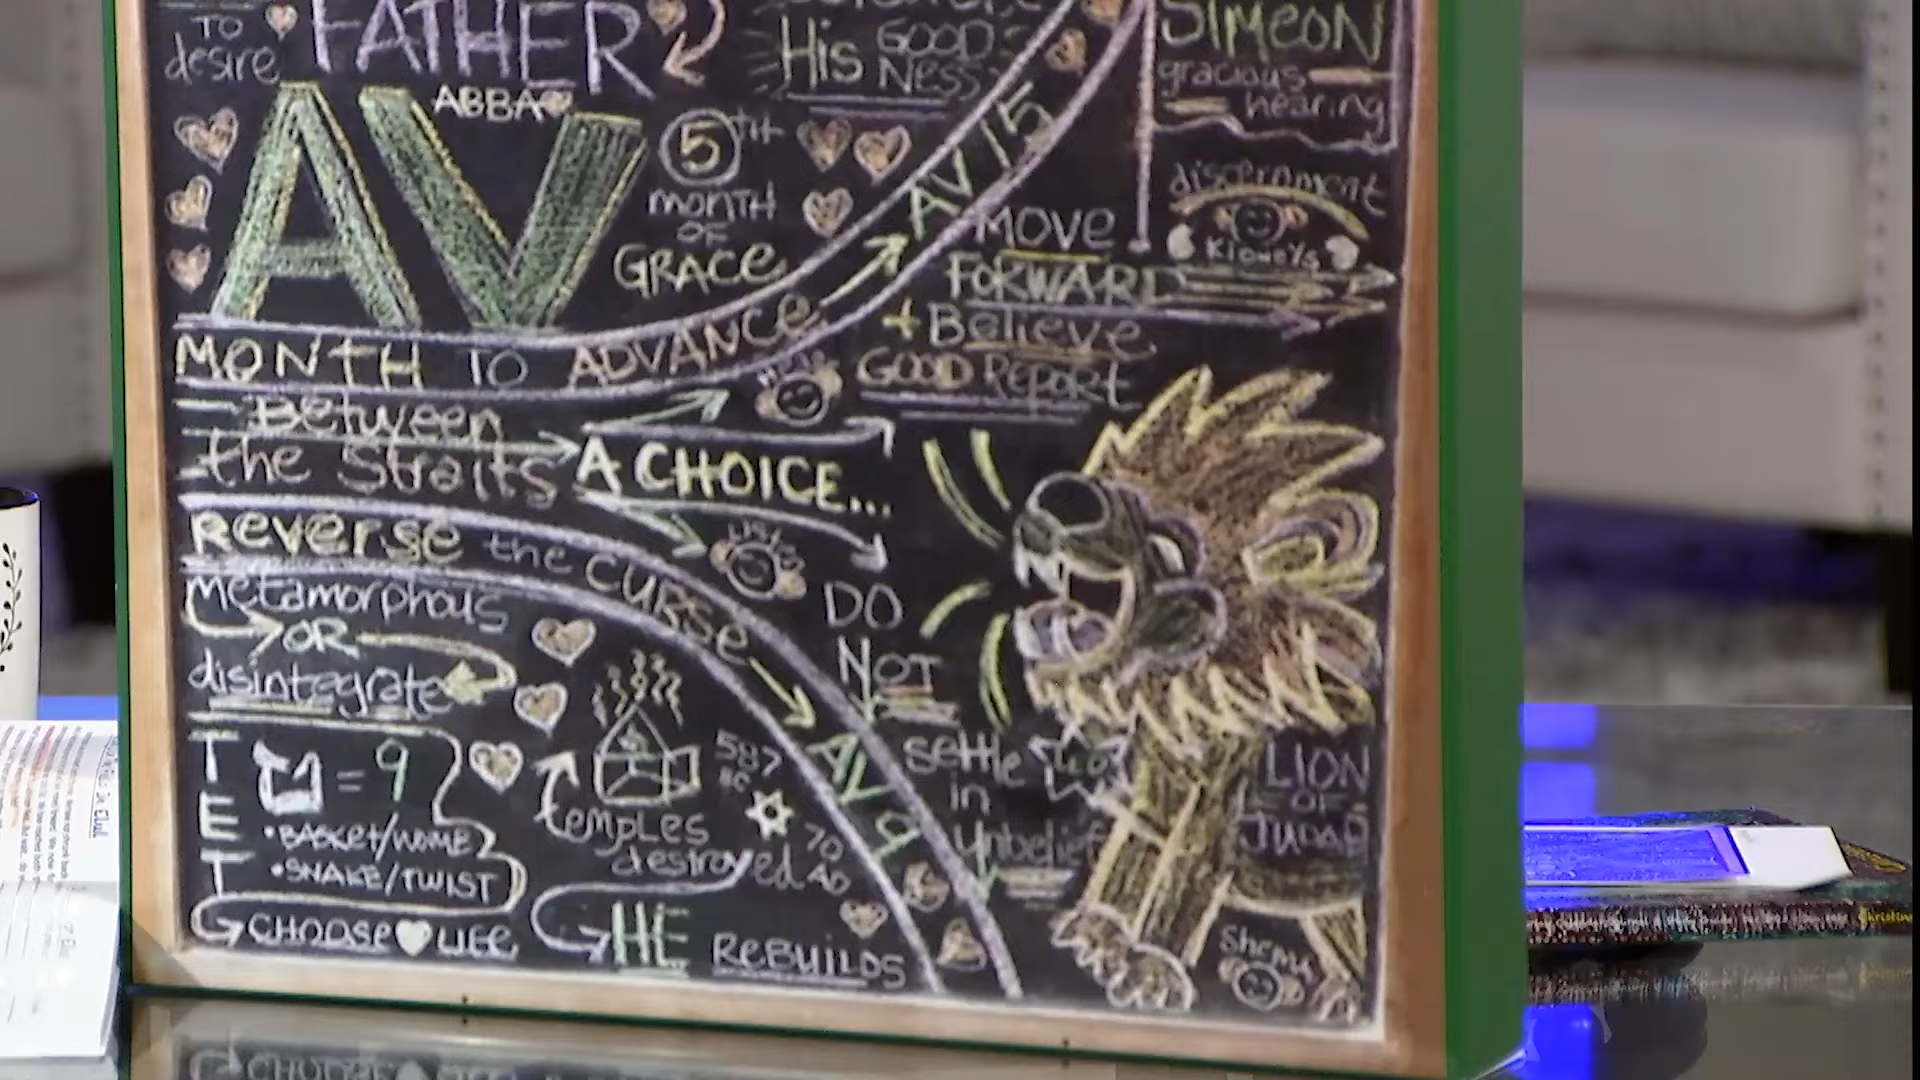 TO
desire
FATHER
ABBA
AV
His GOOD
NESS
5TH
MONTH
OF
GRACE
SIMEON
gracious
hearing
discernment
KIDNEYS
AV 15
MONTH TO ADVANCE
MOVE
FORWARD
+ Believe
GOOD REPORT
Between
the Straits
A CHOICE...
Reverse the CURSE
AV 9
metamorphous
OR
disintegrate
DO
NOT
settle
in
Unbelief
TET
= 9
• BASKET/WOMB
• SNAKE/TWIST
CHOOSE LIFE
587
BC
temples
destroyed
70
AD
HE REBUILDS
LION
OF
JUDAH
Shema